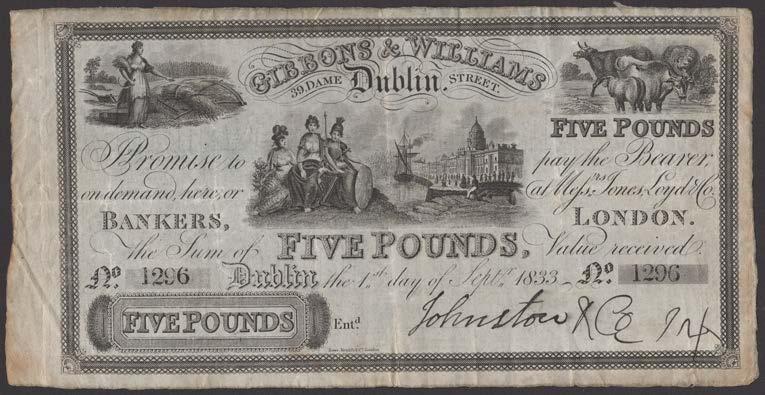 GIBBONS & WILLIAMS
39, DAME Dublin. STREET.
FIVE POUNDS
Promise to pay the Bearer
on demand, here, or at Messrs. Jones, Loyd & Co.
BANKERS, LONDON.
the Sum of FIVE POUNDS, Value received.
No. 1296 Dublin the 1st day of Septr. 1833 No. 1296
FIVE POUNDS Entd. Johnston & Co